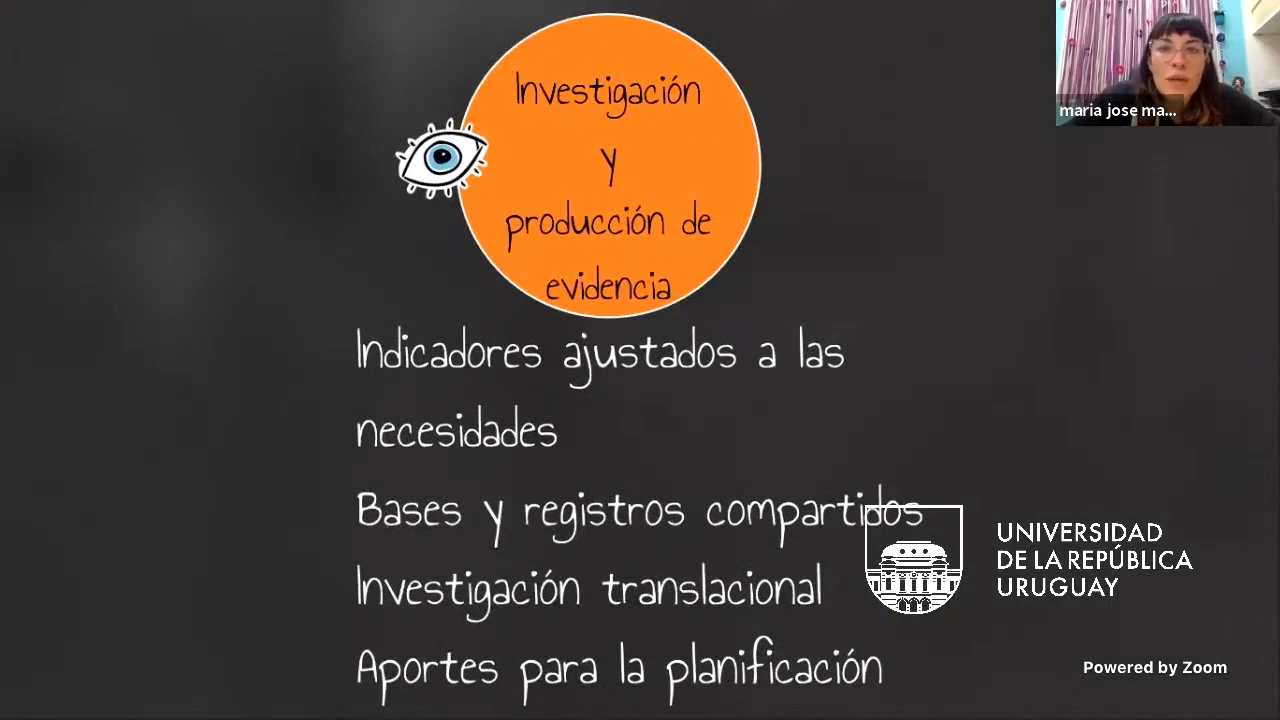 Investigación
y
producción de
evidencia
maria jose ma...
Indicadores ajustados a las
necesidades
Bases y registros compartidos
Investigación translacional
Aportes para la planificación
UNIVERSIDAD
DE LA REPÚBLICA
URUGUAY
Powered by Zoom